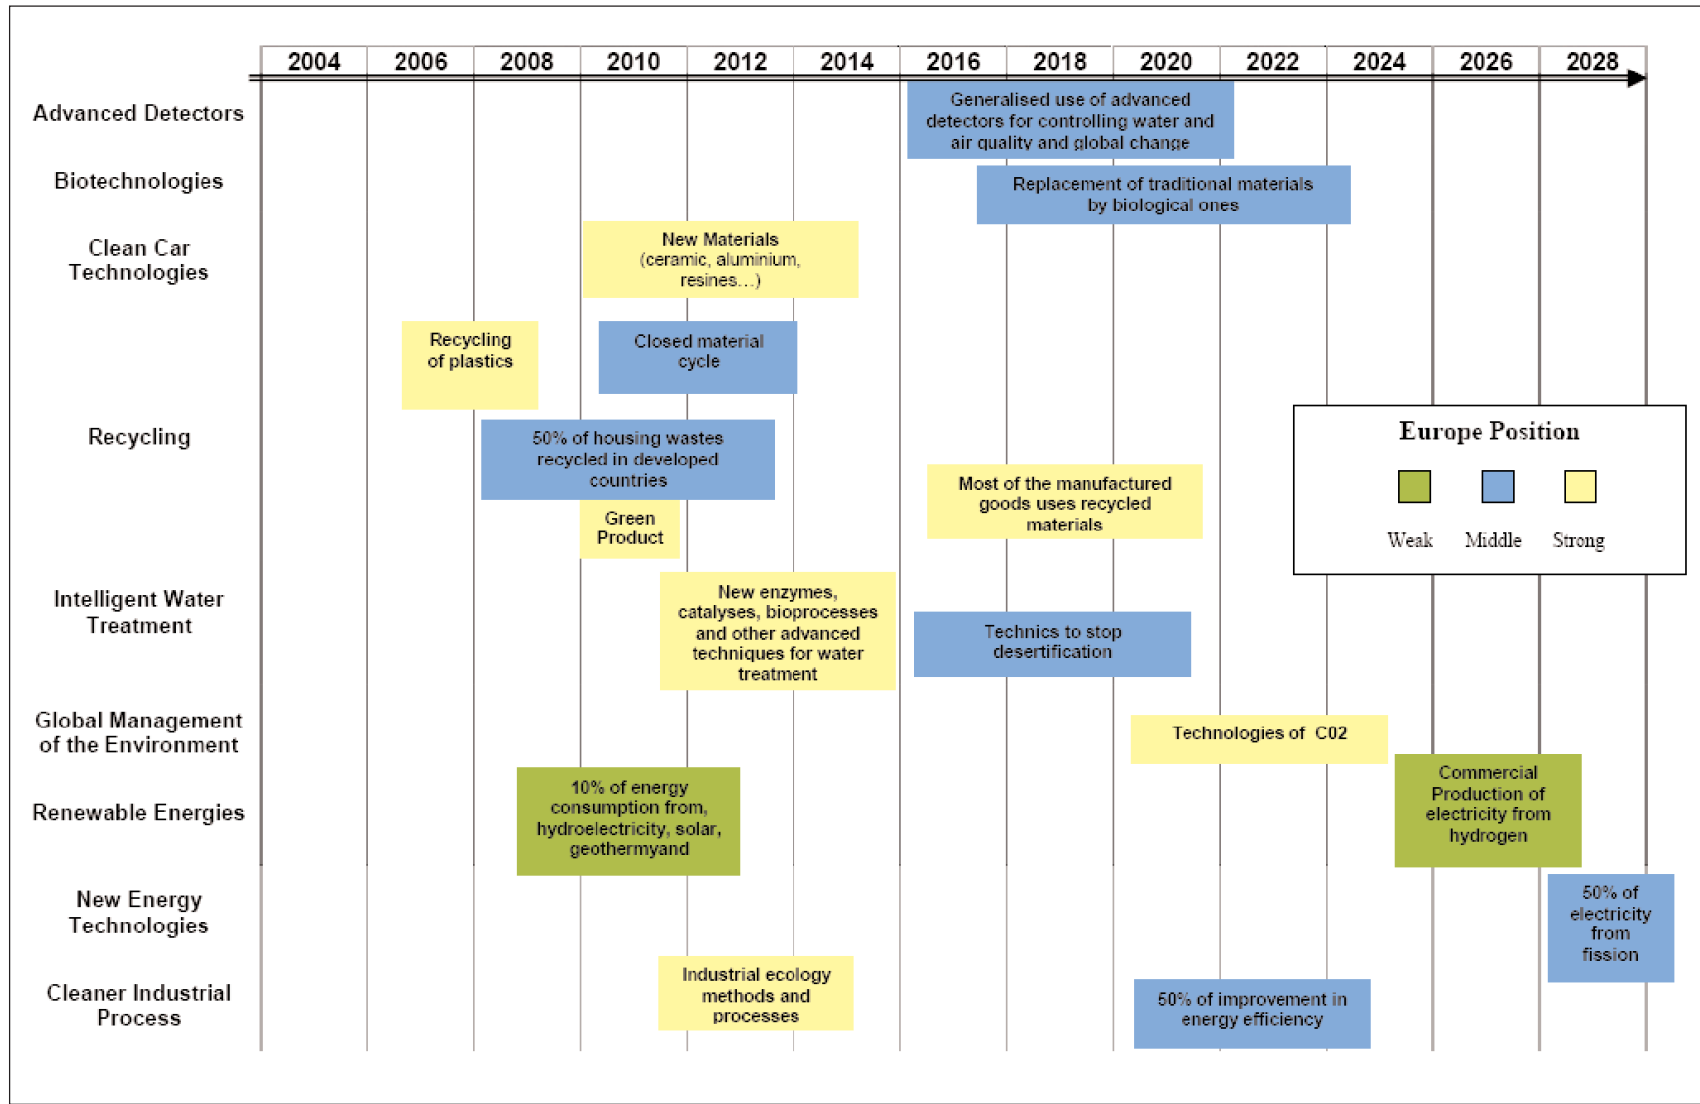 2004 2006 2008 2010 2012 2014 2016 2018 2020 2022 2024 2026 2028
Advanced Detectors
Generalised use of advanced
detectors for controlling water and
air quality and global change
Biotechnologies
Replacement of traditional materials
by biological ones
Clean Car
Technologies
New Materials
(ceramic, aluminium,
resines...)
Recycling
Recycling
of plastics
Closed material
cycle
50% of housing wastes
recycled in developed
countries
Green
Product
Most of the manufactured
goods uses recycled
materials
Europe Position
Weak Middle Strong
Intelligent Water
Treatment
New enzymes,
catalyses, bioprocesses
and other advanced
techniques for water
treatment
Technics to stop
desertification
Global Management
of the Environment
Technologies of C02
Renewable Energies
10% of energy
consumption from,
hydroelectricity, solar,
geothermyand
Commercial
Production of
electricity from
hydrogen
New Energy
Technologies
50% of
electricity
from
fission
Cleaner Industrial
Process
Industrial ecology
methods and
processes
50% of improvement in
energy efficiency